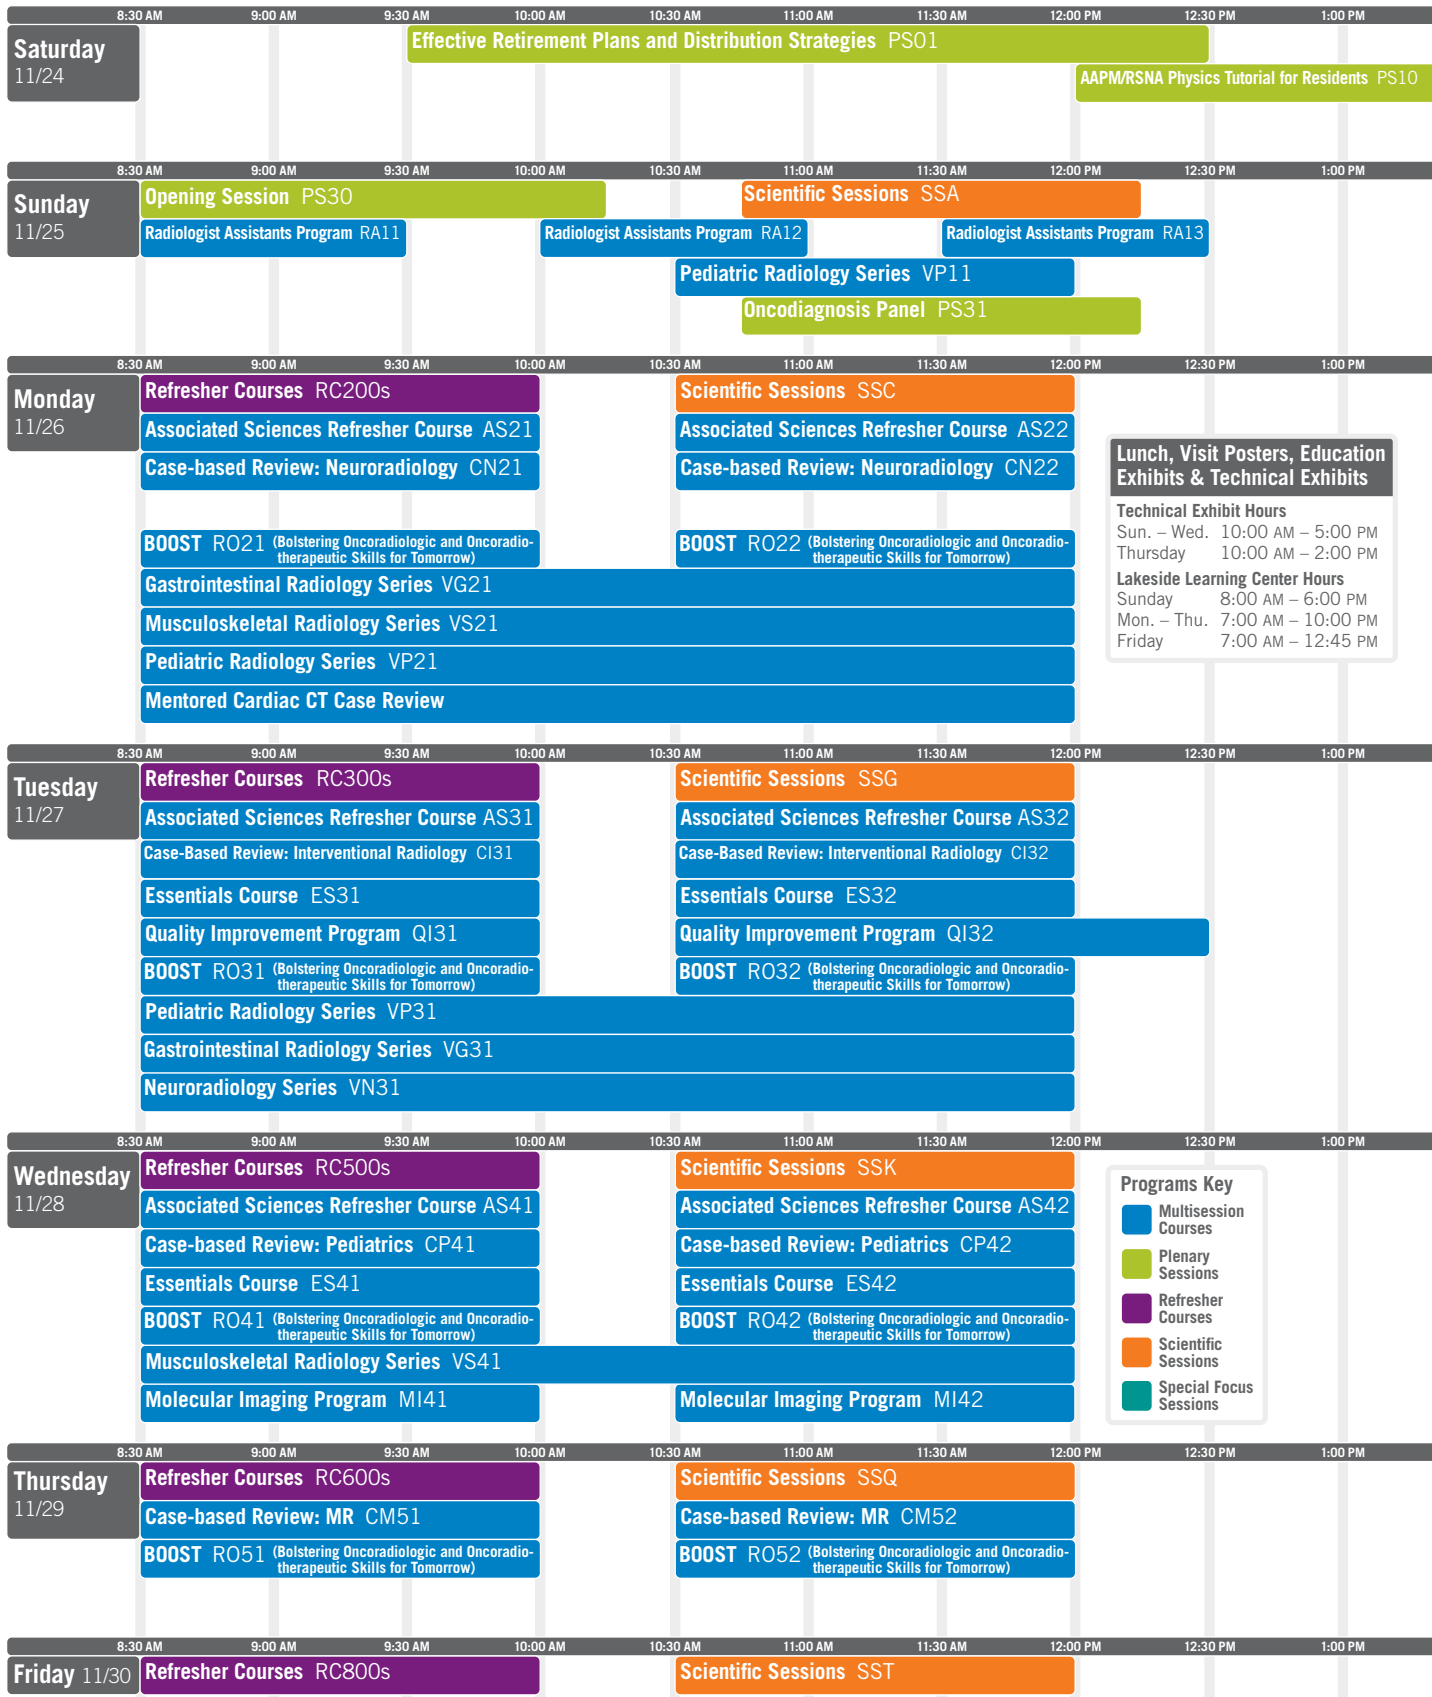 8:30 AM 9:00 AM 9:30 AM 10:00 AM 10:30 AM 11:00 AM 11:30 AM 12:00 PM 12:30 PM 1:00 PM
Saturday
11/24
Effective Retirement Plans and Distribution Strategies PS01
AAPM/RSNA Physics Tutorial for Residents PS10
8:30 AM 9:00 AM 9:30 AM 10:00 AM 10:30 AM 11:00 AM 11:30 AM 12:00 PM 12:30 PM 1:00 PM
Sunday
11/25
Opening Session PS30
Scientific Sessions SSA
Radiologist Assistants Program RA11
Radiologist Assistants Program RA12
Radiologist Assistants Program RA13
Pediatric Radiology Series VP11
Oncodiagnosis Panel PS31
8:30 AM 9:00 AM 9:30 AM 10:00 AM 10:30 AM 11:00 AM 11:30 AM 12:00 PM 12:30 PM 1:00 PM
Monday
11/26
Refresher Courses RC200s
Scientific Sessions SSC
Associated Sciences Refresher Course AS21
Associated Sciences Refresher Course AS22
Case-based Review: Neuroradiology CN21
Case-based Review: Neuroradiology CN22
BOOST RO21 (Bolstering Oncoradiologic and Oncoradio-
therapeutic Skills for Tomorrow)
BOOST RO22 (Bolstering Oncoradiologic and Oncoradio-
therapeutic Skills for Tomorrow)
Gastrointestinal Radiology Series VG21
Musculoskeletal Radiology Series VS21
Pediatric Radiology Series VP21
Mentored Cardiac CT Case Review
Lunch, Visit Posters, Education
Exhibits & Technical Exhibits
Technical Exhibit Hours
Sun. – Wed. 10:00 AM – 5:00 PM
Thursday 10:00 AM – 2:00 PM
Lakeside Learning Center Hours
Sunday 8:00 AM – 6:00 PM
Mon. – Thu. 7:00 AM – 10:00 PM
Friday 7:00 AM – 12:45 PM
8:30 AM 9:00 AM 9:30 AM 10:00 AM 10:30 AM 11:00 AM 11:30 AM 12:00 PM 12:30 PM 1:00 PM
Tuesday
11/27
Refresher Courses RC300s
Scientific Sessions SSG
Associated Sciences Refresher Course AS31
Associated Sciences Refresher Course AS32
Case-Based Review: Interventional Radiology CI31
Case-Based Review: Interventional Radiology CI32
Essentials Course ES31
Essentials Course ES32
Quality Improvement Program QI31
Quality Improvement Program QI32
BOOST RO31 (Bolstering Oncoradiologic and Oncoradio-
therapeutic Skills for Tomorrow)
BOOST RO32 (Bolstering Oncoradiologic and Oncoradio-
therapeutic Skills for Tomorrow)
Pediatric Radiology Series VP31
Gastrointestinal Radiology Series VG31
Neuroradiology Series VN31
8:30 AM 9:00 AM 9:30 AM 10:00 AM 10:30 AM 11:00 AM 11:30 AM 12:00 PM 12:30 PM 1:00 PM
Wednesday
11/28
Refresher Courses RC500s
Scientific Sessions SSK
Associated Sciences Refresher Course AS41
Associated Sciences Refresher Course AS42
Case-based Review: Pediatrics CP41
Case-based Review: Pediatrics CP42
Essentials Course ES41
Essentials Course ES42
BOOST RO41 (Bolstering Oncoradiologic and Oncoradio-
therapeutic Skills for Tomorrow)
BOOST RO42 (Bolstering Oncoradiologic and Oncoradio-
therapeutic Skills for Tomorrow)
Musculoskeletal Radiology Series VS41
Molecular Imaging Program MI41
Molecular Imaging Program MI42
Programs Key
Multisession
Courses
Plenary
Sessions
Refresher
Courses
Scientific
Sessions
Special Focus
Sessions
8:30 AM 9:00 AM 9:30 AM 10:00 AM 10:30 AM 11:00 AM 11:30 AM 12:00 PM 12:30 PM 1:00 PM
Thursday
11/29
Refresher Courses RC600s
Scientific Sessions SSQ
Case-based Review: MR CM51
Case-based Review: MR CM52
BOOST RO51 (Bolstering Oncoradiologic and Oncoradio-
therapeutic Skills for Tomorrow)
BOOST RO52 (Bolstering Oncoradiologic and Oncoradio-
therapeutic Skills for Tomorrow)
8:30 AM 9:00 AM 9:30 AM 10:00 AM 10:30 AM 11:00 AM 11:30 AM 12:00 PM 12:30 PM 1:00 PM
Friday 11/30
Refresher Courses RC800s
Scientific Sessions SST